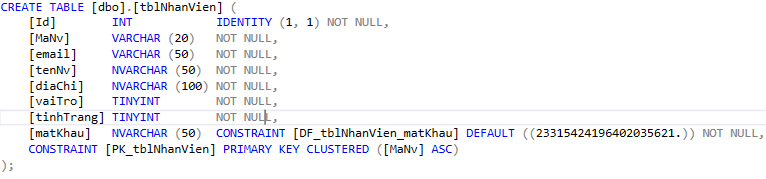 CREATE TABLE [dbo].[tblNhanVien] (
    [Id]        INT            IDENTITY (1, 1) NOT NULL,
    [MaNv]      VARCHAR (20)   NOT NULL,
    [email]     VARCHAR (50)   NOT NULL,
    [tenNv]     NVARCHAR (50)  NOT NULL,
    [diaChi]    NVARCHAR (100) NOT NULL,
    [vaiTro]    TINYINT        NOT NULL,
    [tinhTrang] TINYINT        NOT NULL,
    [matKhau]   NVARCHAR (50)  CONSTRAINT [DF_tblNhanVien_matKhau] DEFAULT ((23315424196402035621.)) NOT NULL,
    CONSTRAINT [PK_tblNhanVien] PRIMARY KEY CLUSTERED ([MaNv] ASC)
);